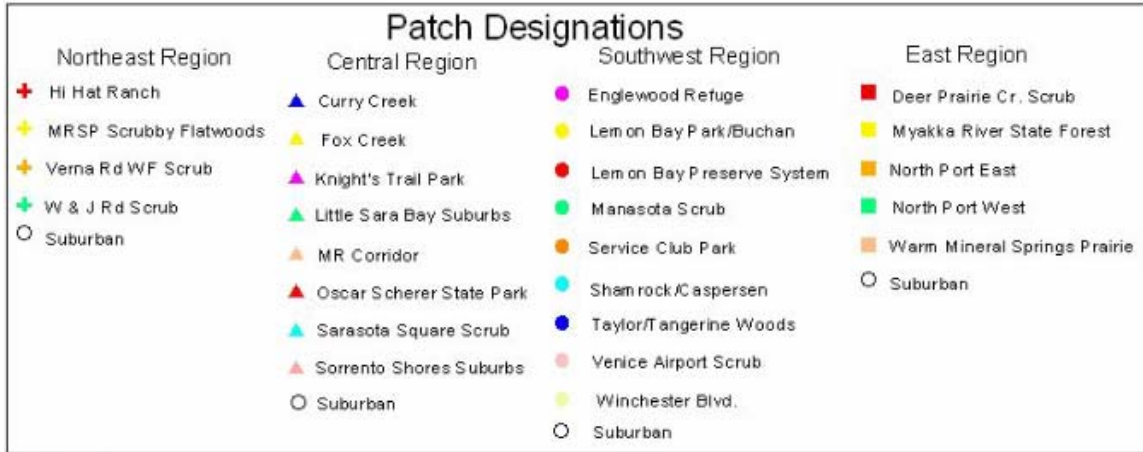 Patch Designations
Northeast Region
Hi Hat Ranch
MRSP Scrubby Flatwoods
Verna Rd WF Scrub
W & J Rd Scrub
Suburban
Central Region
Curry Creek
Fox Creek
Knight's Trail Park
Little Sara Bay Suburbs
MR Corridor
Oscar Scherer State Park
Sarasota Square Scrub
Sorrento Shores Suburbs
Suburban
Southwest Region
Englewood Refuge
Lemon Bay Park/Buchan
Lemon Bay Preserve System
Manasota Scrub
Service Club Park
Shamrock/Caspersen
Taylor/Tangerine Woods
Venice Airport Scrub
Winchester Blvd.
Suburban
East Region
Deer Prairie Cr. Scrub
Myakka River State Forest
North Port East
North Port West
Warm Mineral Springs Prairie
Suburban